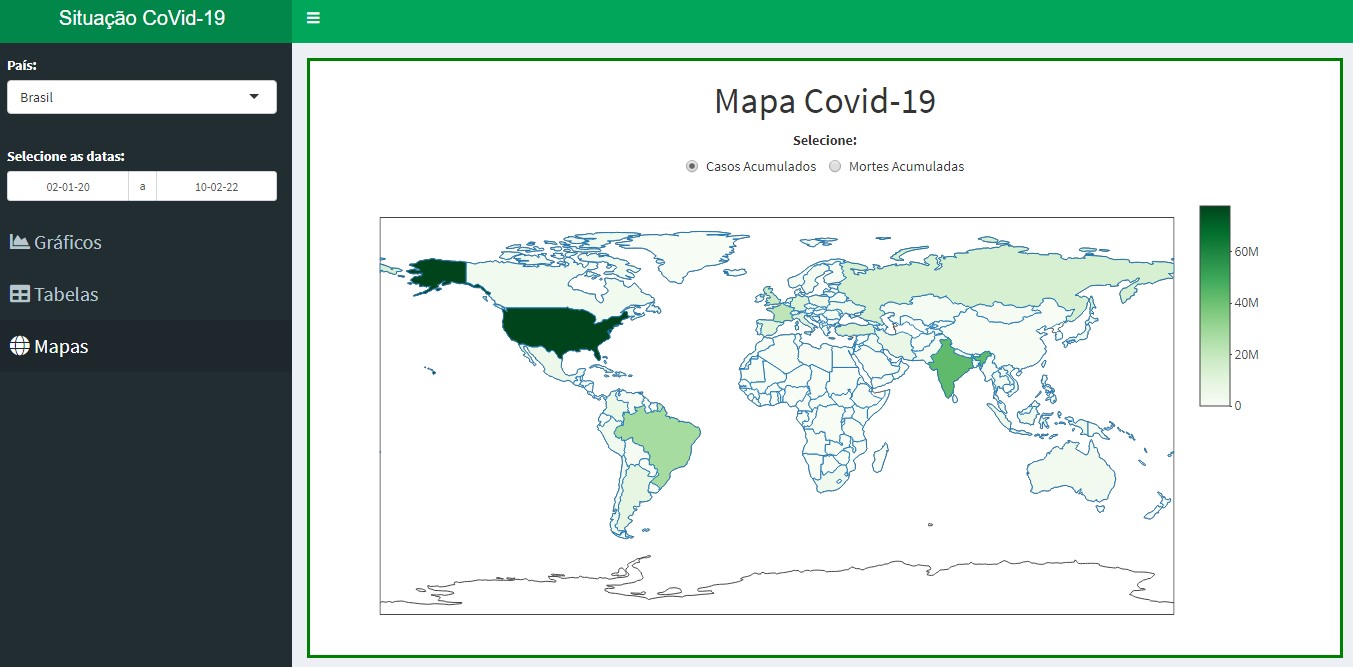 Situação CoVid-19
País:
Brasil
Selecione as datas:
02-01-20 a 10-02-22
Gráficos
Tabelas
Mapas
Mapa Covid-19
Selecione:
Casos Acumulados Mortes Acumuladas
60M
40M
20M
0